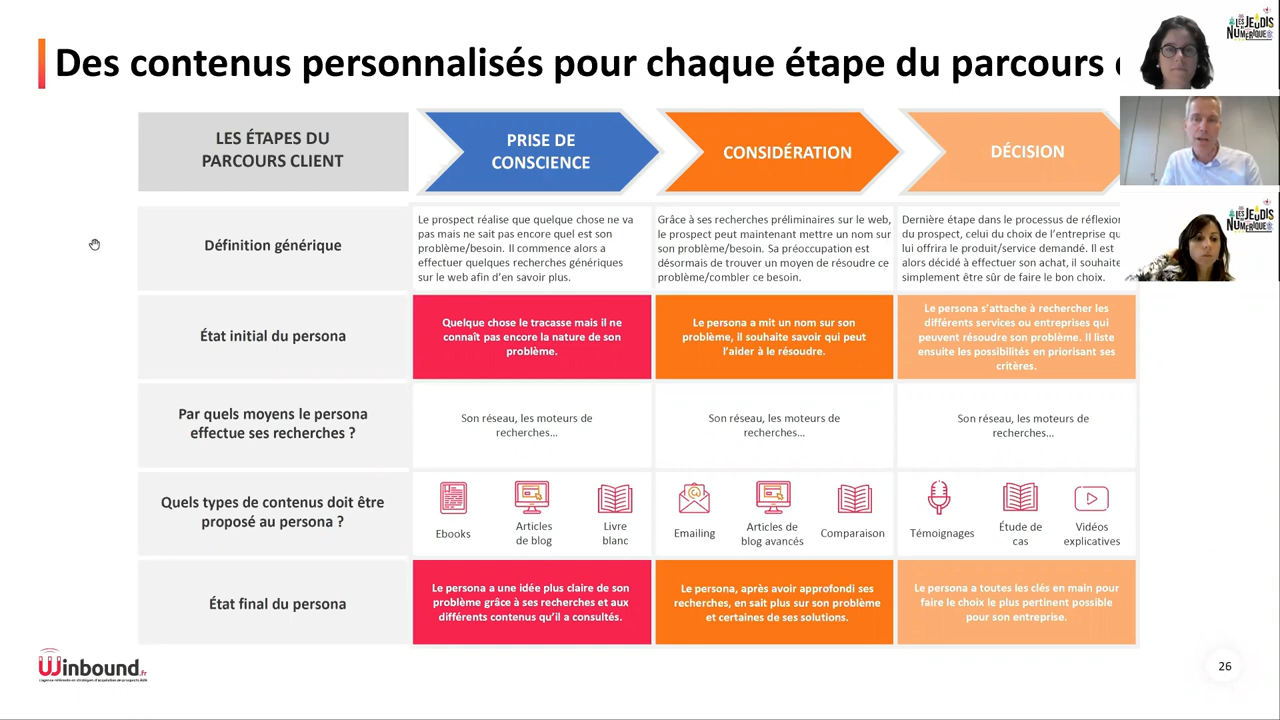 Des contenus personnalisés pour chaque étape du parcours
LES JEUDIS
NUMÉRIQUE
LES ÉTAPES DU
PARCOURS CLIENT
PRISE DE
CONSCIENCE
CONSIDÉRATION
DÉCISION
Définition générique
Le prospect réalise que quelque chose ne va
pas mais ne sait pas encore quel est son
problème/besoin. Il commence alors a
effectuer quelques recherches génériques
sur le web afin d'en savoir plus.
Grâce à ses recherches préliminaires sur le web,
le prospect peut maintenant mettre un nom sur
son problème/besoin. Sa préoccupation est
désormais de trouver un moyen de résoudre ce
problème/combler ce besoin.
Dernière étape dans le processus de réflexion
du prospect, celui du choix de l'entreprise qu
lui offrira le produit/service demandé. Il est
alors décidé à effectuer son achat, il souhaite
simplement être sûr de faire le bon choix.
LES JEUDIS
NUMÉRIQUE
État initial du persona
Quelque chose le tracasse mais il ne
connaît pas encore la nature de son
problème.
Le persona a mit un nom sur son
problème, il souhaite savoir qui peut
l'aider à le résoudre.
Le persona s'attache à rechercher les
différents services ou entreprises qui
peuvent résoudre son problème. Il liste
ensuite les possibilités en priorisant ses
critères.
Par quels moyens le persona
effectue ses recherches ?
Son réseau, les moteurs de
recherches…
Son réseau, les moteurs de
recherches…
Son réseau, les moteurs de
recherches…
Quels types de contenus doit être
proposé au persona ?
Ebooks
Articles
de blog
Livre
blanc
Emailing
Articles de
blog avancés
Comparaison
Témoignages
Étude de
cas
Vidéos
explicatives
État final du persona
Le persona a une idée plus claire de son
problème grâce à ses recherches et aux
différents contenus qu'il a consultés.
Le persona, après avoir approfondi ses
recherches, en sait plus sur son problème
et certaines de ses solutions.
Le persona a toutes les clés en main pour
faire le choix le plus pertinent possible
pour son entreprise.
Winbound.fr
26